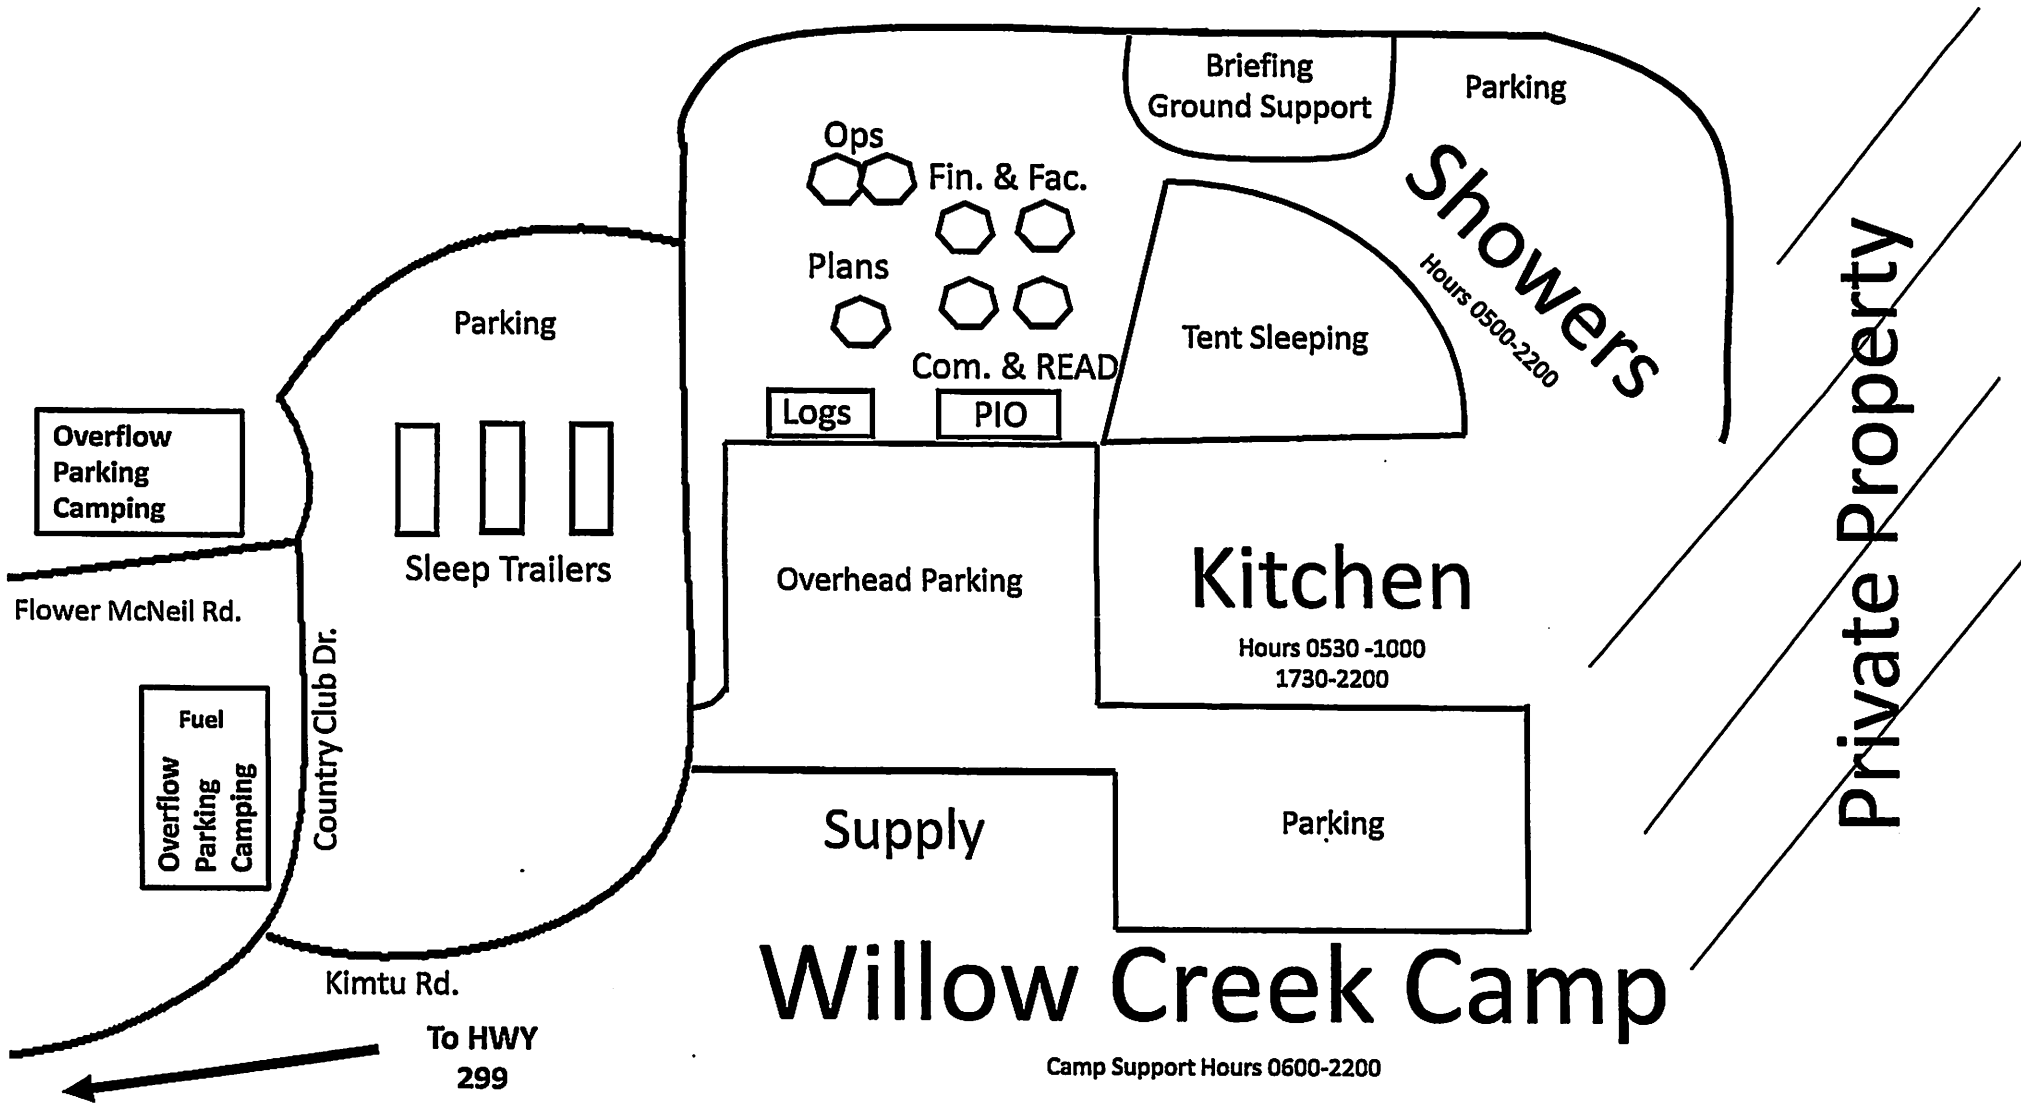 Briefing
Ground Support
Parking
Ops
Fin. & Fac.
Showers
Hours 0500-2200
Plans
Parking
Tent Sleeping
Com. & READ
Logs
PIO
Private Property
Overflow
Parking
Camping
Sleep Trailers
Overhead Parking
Kitchen
Hours 0530 -1000
1730-2200
Flower McNeil Rd.
Country Club Dr.
Fuel
Overflow
Parking
Camping
Supply
Parking
Kimtu Rd.
Willow Creek Camp
To HWY
299
Camp Support Hours 0600-2200